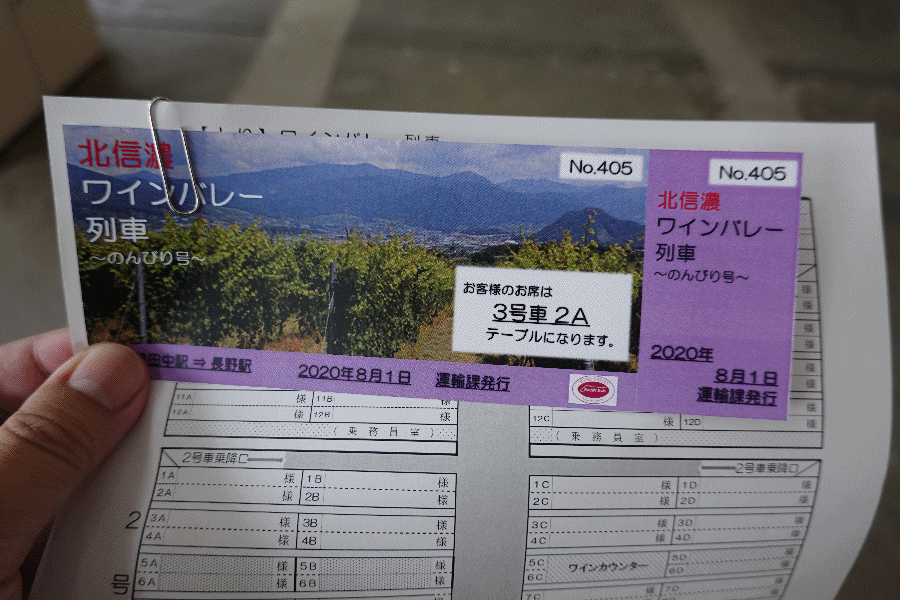 北信濃
ワインバレー
列車
～のんびり号～
No.405
お客様のお席は
3号車 2A
テーブルになります。
田中駅 ⇒ 長野駅
2020年8月1日 運輸課発行
No.405
北信濃
ワインバレー
列車
～のんびり号～
2020年
8月1日
運輸課発行
11A 様 11B 様
12A 様 12B 様
(乗務員室)
12C 様 12D 様
(乗務員室)
2号車乗降口
1A 様 1B 様
2A 様 2B 様
3A 様 3B 様
4A 様 4B 様
5A 様 5B 様
6A 様 6B 様
2号
2号車乗降口
1C 様 1D 様
2C 様 2D 様
3C 様 3D 様
4C 様 4D 様
5C ワインカウンター 5D 様
6C 6D 様
7C 様 7D 様